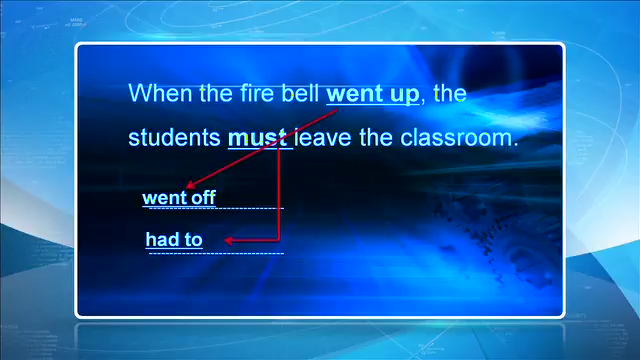 When the fire bell went up, the
students must leave the classroom.
went off
had to